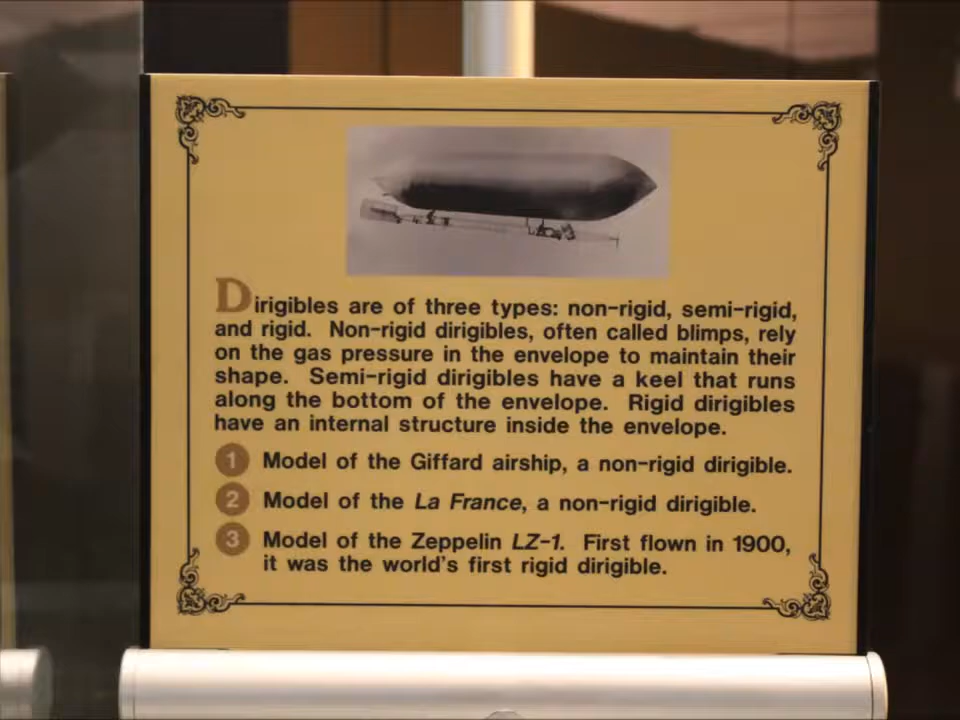 Dirigibles are of three types: non-rigid, semi-rigid,
and rigid. Non-rigid dirigibles, often called blimps, rely
on the gas pressure in the envelope to maintain their
shape. Semi-rigid dirigibles have a keel that runs
along the bottom of the envelope. Rigid dirigibles
have an internal structure inside the envelope.
1 Model of the Giffard airship, a non-rigid dirigible.
2 Model of the La France, a non-rigid dirigible.
3 Model of the Zeppelin LZ-1. First flown in 1900,
it was the world's first rigid dirigible.